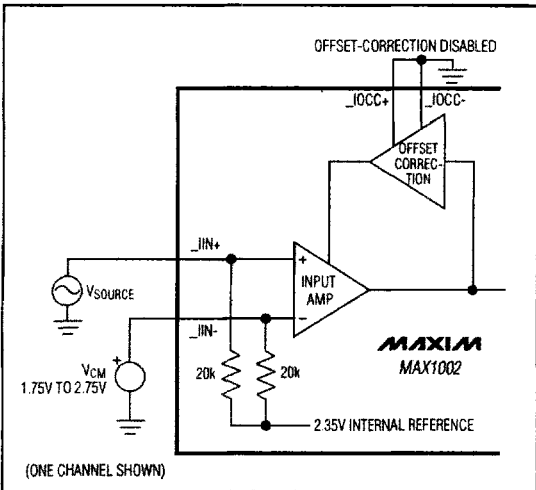 OFFSET-CORRECTION DISABLED
_IOCC+
_IOCC-
OFFSET
CORREC-
TION
_IIN+
+
INPUT
AMP
VSOURCE
_IIN-
−
MAXIM
MAX1002
+
VCM
1.75V TO 2.75V
20k
20k
2.35V INTERNAL REFERENCE
(ONE CHANNEL SHOWN)